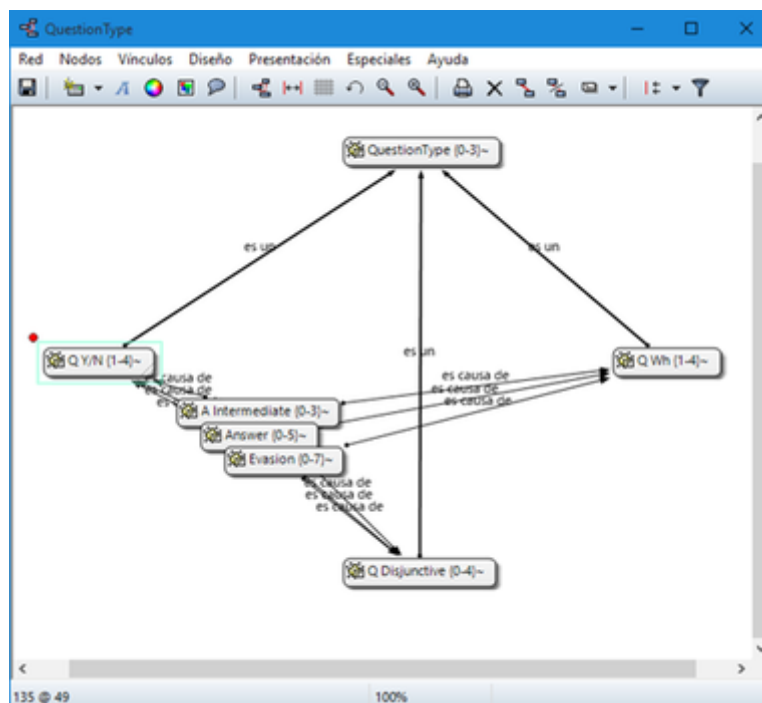 QuestionType
Red Nodos Vínculos Diseño Presentación Especiales Ayuda
QuestionType {0-3}~
es un
es un
Q Y/N {1-4}~
es un
Q Wh {1-4}~
causa de
es causa de
causa de
es causa de
es
es causa de
A Intermediate {0-3}~
Answer {0-5}~
Evasion {0-7}~
es causa de
es causa de
es causa de
Q Disjunctive {0-4}~
135 @ 49 100%